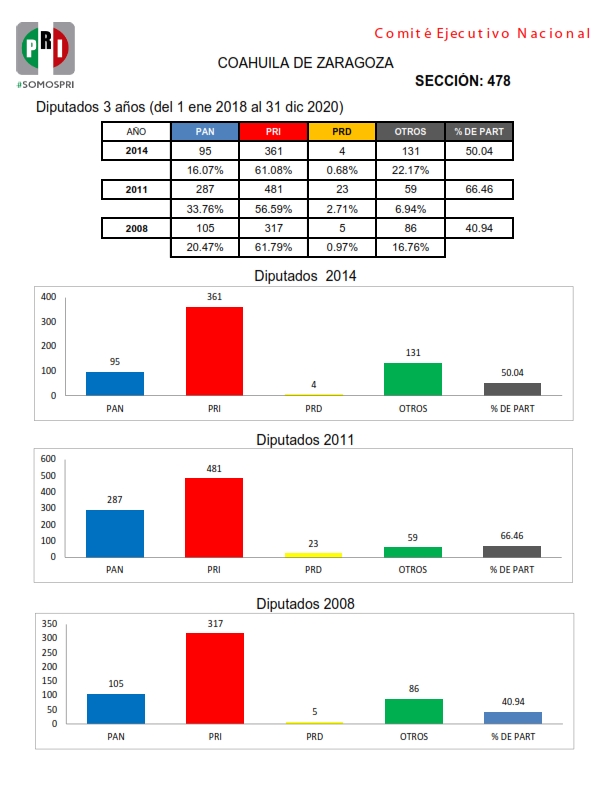 Comité Ejecutivo Nacional
PRI
#SOMOSPRI
COAHUILA DE ZARAGOZA
SECCIÓN: 478
Diputados 3 años (del 1 ene 2018 al 31 dic 2020)
AÑO PAN PRI PRD OTROS % DE PART
2014 95 361 4 131 50.04
16.07% 61.08% 0.68% 22.17%
2011 287 481 23 59 66.46
33.76% 56.59% 2.71% 6.94%
2008 105 317 5 86 40.94
20.47% 61.79% 0.97% 16.76%
Diputados 2014
400
300
200
100
0
95 361 4 131 50.04
PAN PRI PRD OTROS % DE PART
Diputados 2011
600
500
400
300
200
100
0
287 481 23 59 66.46
PAN PRI PRD OTROS % DE PART
Diputados 2008
350
300
250
200
150
100
50
0
105 317 5 86 40.94
PAN PRI PRD OTROS % DE PART